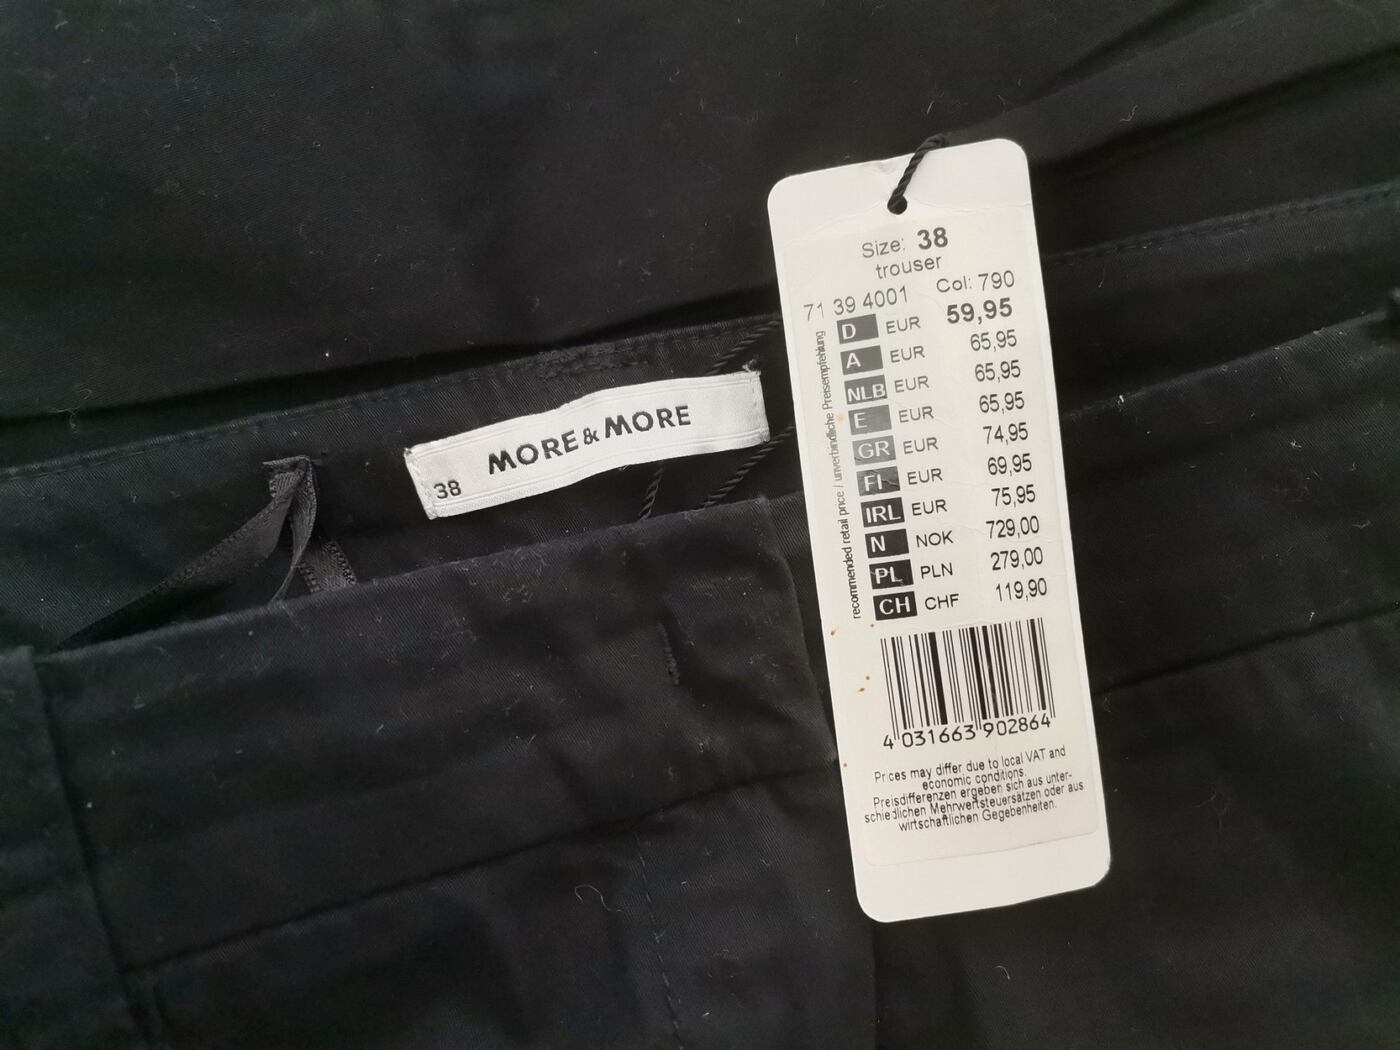 MORE & MORE
38
Size: 38
trouser
71 39 4001 Col: 790
D EUR 59,95
A EUR 65,95
NLB EUR 65,95
E EUR 65,95
GR EUR 74,95
FI EUR 69,95
IRL EUR 75,95
N NOK 729,00
PL PLN 279,00
CH CHF 119,90
recommended retail price / unverbindliche Preisempfehlung
4 031663 902864
Prices may differ due to local VAT and
economic conditions.
Preisdifferenzen ergeben sich aus unter-
schiedlichen Mehrwertsteuersätzen oder aus
wirtschaftlichen Gegebenheiten.